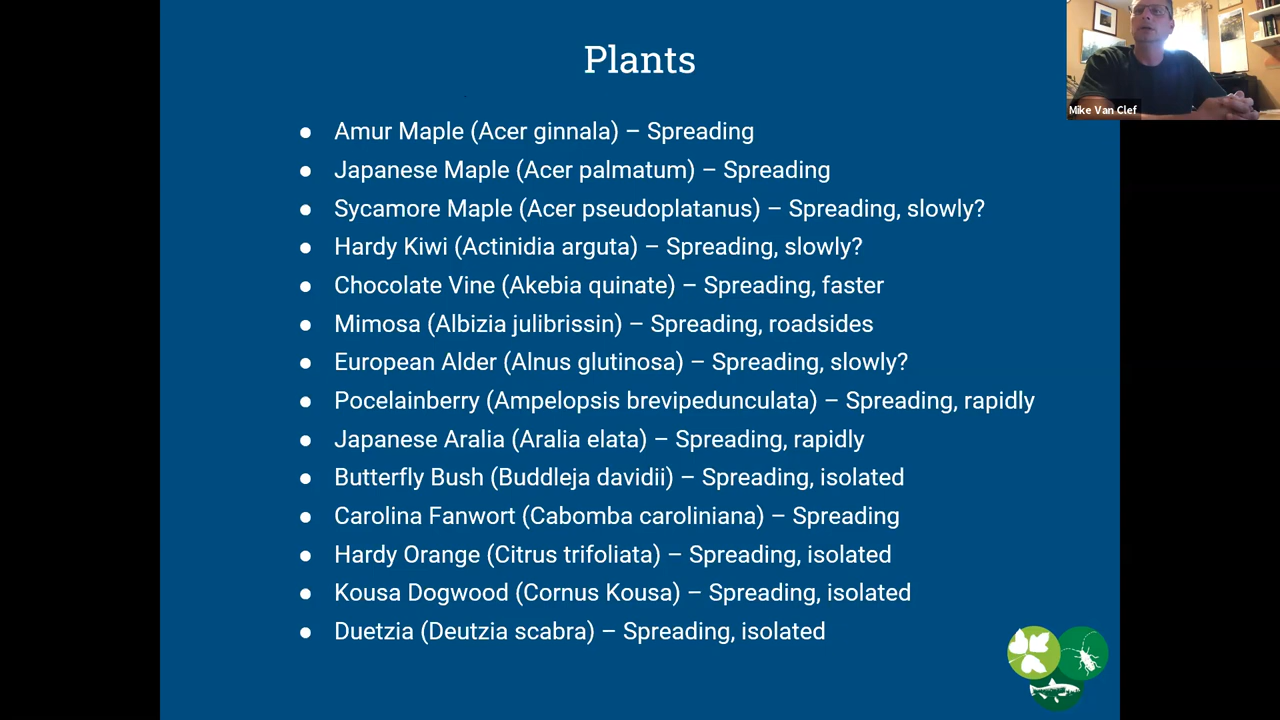 Plants
Mike Van Clef
● Amur Maple (Acer ginnala) – Spreading
● Japanese Maple (Acer palmatum) – Spreading
● Sycamore Maple (Acer pseudoplatanus) – Spreading, slowly?
● Hardy Kiwi (Actinidia arguta) – Spreading, slowly?
● Chocolate Vine (Akebia quinate) – Spreading, faster
● Mimosa (Albizia julibrissin) – Spreading, roadsides
● European Alder (Alnus glutinosa) – Spreading, slowly?
● Pocelainberry (Ampelopsis brevipedunculata) – Spreading, rapidly
● Japanese Aralia (Aralia elata) – Spreading, rapidly
● Butterfly Bush (Buddleja davidii) – Spreading, isolated
● Carolina Fanwort (Cabomba caroliniana) – Spreading
● Hardy Orange (Citrus trifoliata) – Spreading, isolated
● Kousa Dogwood (Cornus Kousa) – Spreading, isolated
● Duetzia (Deutzia scabra) – Spreading, isolated